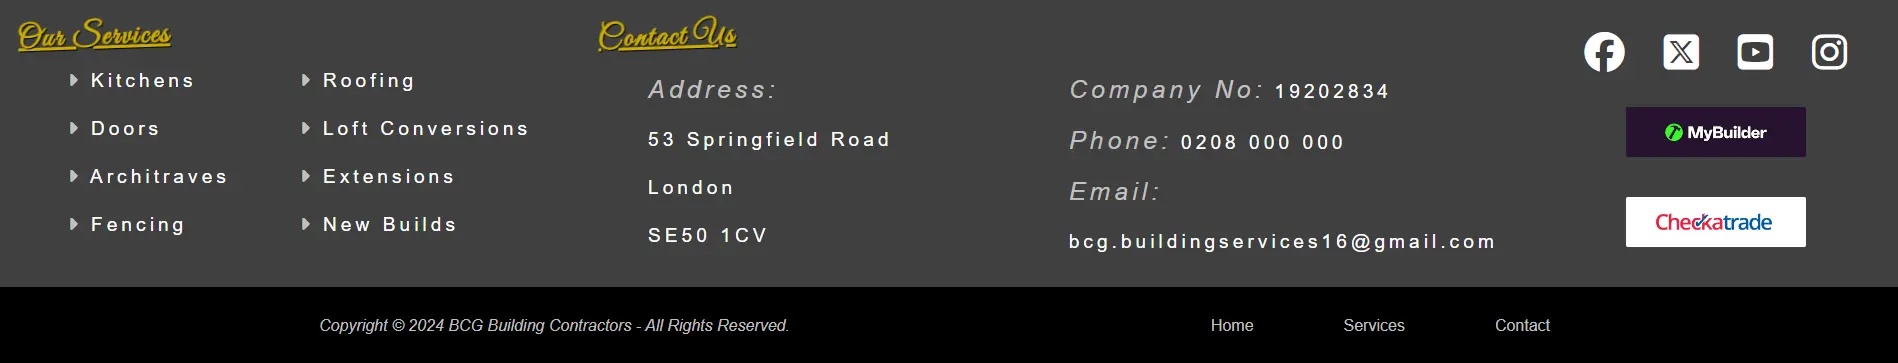 Our Services
Kitchens
Doors
Architraves
Fencing
Roofing
Loft Conversions
Extensions
New Builds
Contact Us
Address:
53 Springfield Road
London
SE50 1CV
Company No: 19202834
Phone: 0208 000 000
Email:
bcg.buildingservices16@gmail.com
MyBuilder
Checkatrade
Copyright © 2024 BCG Building Contractors - All Rights Reserved.
Home
Services
Contact